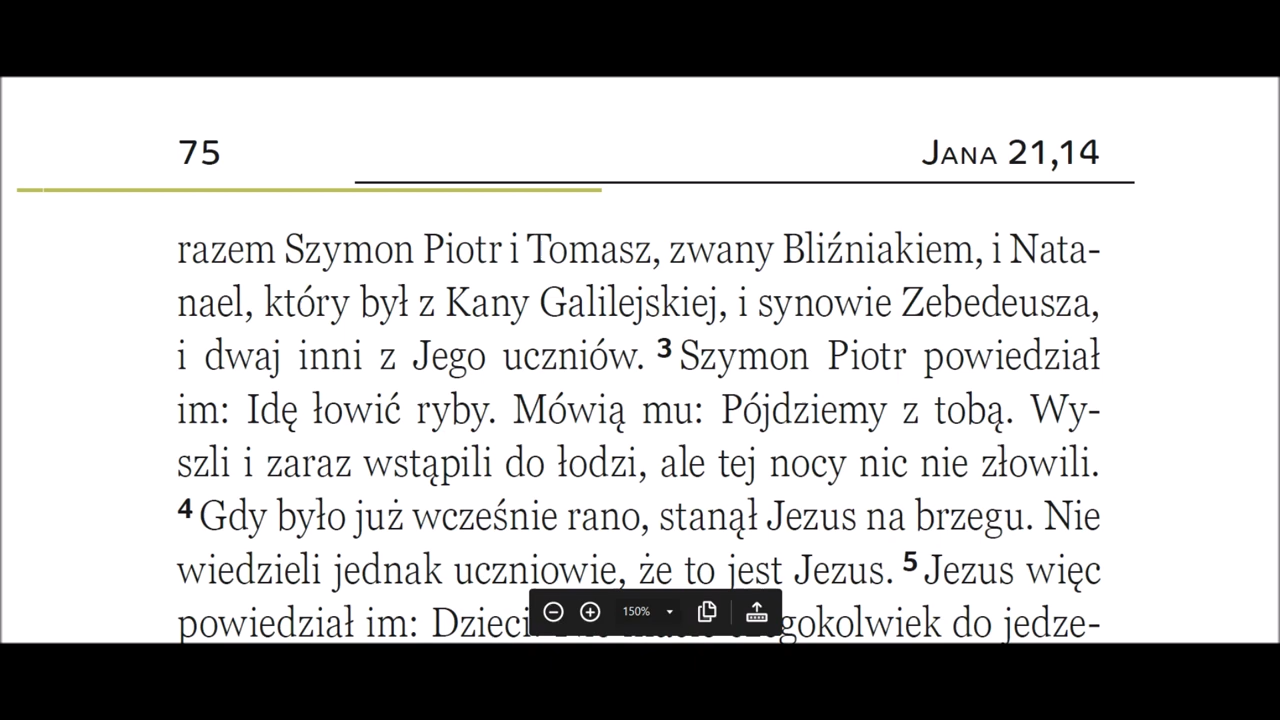 75 Jana 21,14
razem Szymon Piotr i Tomasz, zwany Bliźniakiem, i Nata-
nael, który był z Kany Galilejskiej, i synowie Zebedeusza,
i dwaj inni z Jego uczniów. 3 Szymon Piotr powiedział
im: Idę łowić ryby. Mówią mu: Pójdziemy z tobą. Wy-
szli i zaraz wstąpili do łodzi, ale tej nocy nic nie złowili.
4 Gdy było już wcześnie rano, stanął Jezus na brzegu. Nie
wiedzieli jednak uczniowie, że to jest Jezus. 5 Jezus więc
powiedział im: Dzieci do jedze-
150%